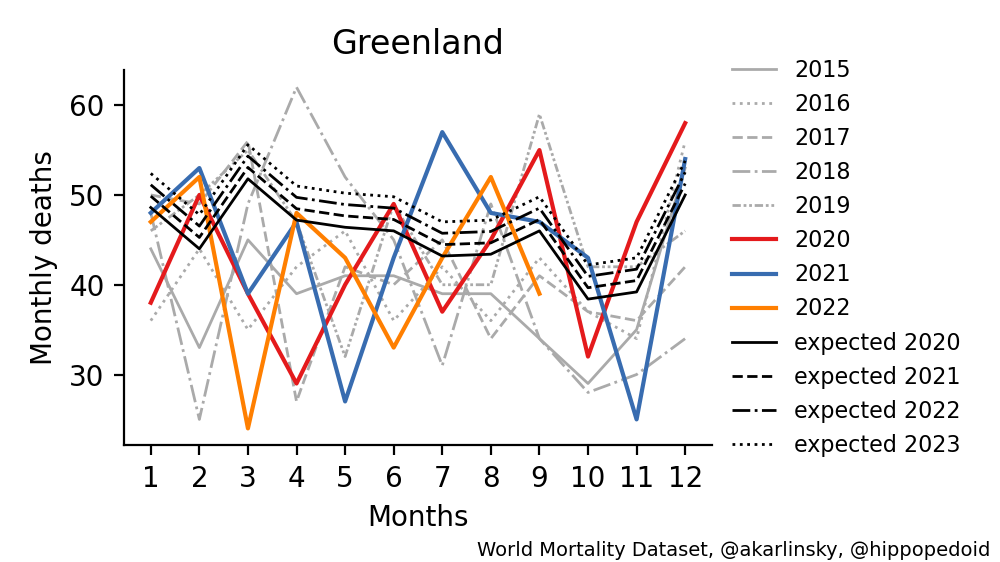 Greenland
Monthly deaths
60
50
40
30
1 2 3 4 5 6 7 8 9 10 11 12
Months
2015
2016
2017
2018
2019
2020
2021
2022
expected 2020
expected 2021
expected 2022
expected 2023
World Mortality Dataset, @akarlinsky, @hippopedoid